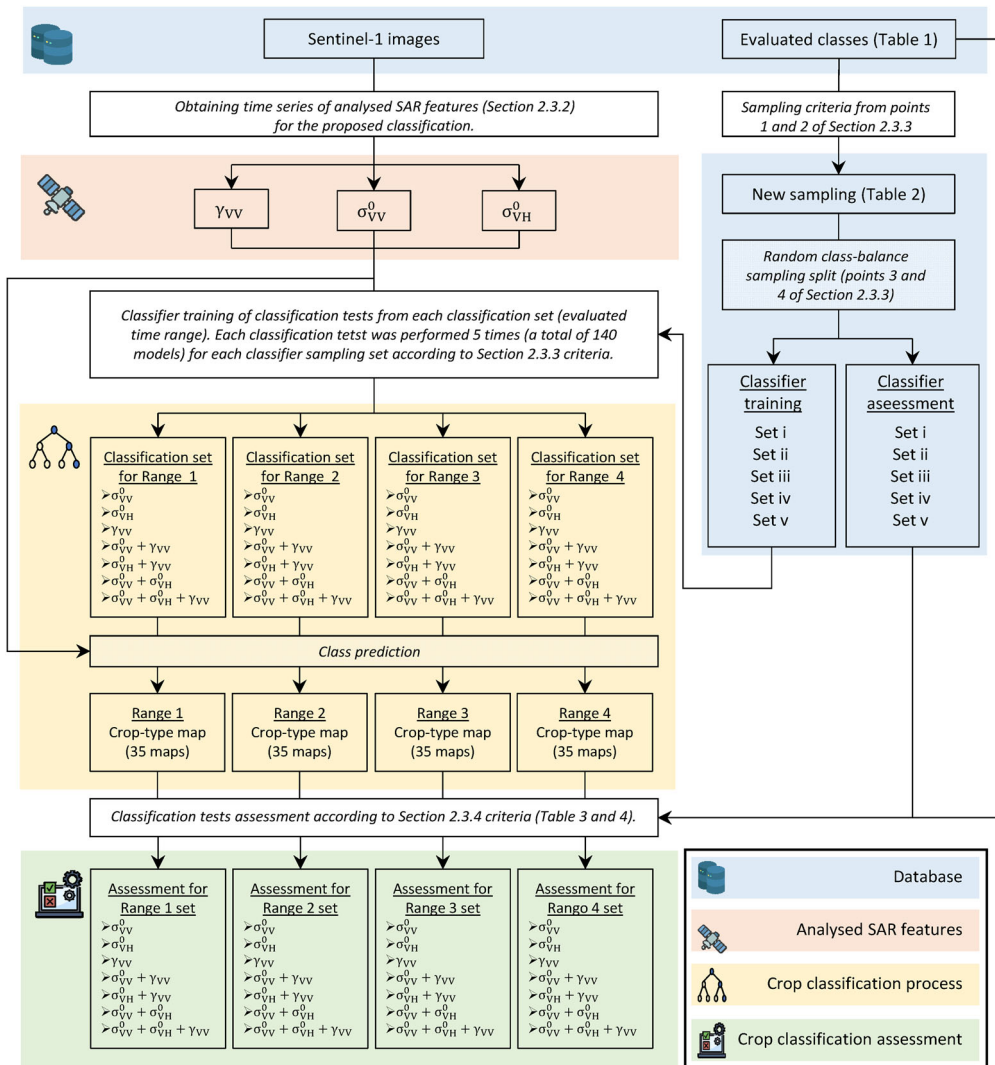 Sentinel-1 images
Evaluated classes (Table 1)
Obtaining time series of analysed SAR features (Section 2.3.2)
for the proposed classification.
Sampling criteria from points
1 and 2 of Section 2.3.3
γVV
σ⁰VV
σ⁰VH
New sampling (Table 2)
Random class-balance
sampling split (points 3 and
4 of Section 2.3.3)
Classifier training of classification tests from each classification set (evaluated
time range). Each classification tetst was performed 5 times (a total of 140
models) for each classifier sampling set according to Section 2.3.3 criteria.
Classifier
training
Set i
Set ii
Set iii
Set iv
Set v
Classifier
aseessment
Set i
Set ii
Set iii
Set iv
Set v
Classification set
for Range 1
➢σ⁰VV
➢σ⁰VH
➢γVV
➢σ⁰VV + γVV
➢σ⁰VH + γVV
➢σ⁰VV + σ⁰VH
➢σ⁰VV + σ⁰VH + γVV
Classification set
for Range 2
➢σ⁰VV
➢σ⁰VH
➢γVV
➢σ⁰VV + γVV
➢σ⁰VH + γVV
➢σ⁰VV + σ⁰VH
➢σ⁰VV + σ⁰VH + γVV
Classification set
for Range 3
➢σ⁰VV
➢σ⁰VH
➢γVV
➢σ⁰VV + γVV
➢σ⁰VH + γVV
➢σ⁰VV + σ⁰VH
➢σ⁰VV + σ⁰VH + γVV
Classification set
for Range 4
➢σ⁰VV
➢σ⁰VH
➢γVV
➢σ⁰VV + γVV
➢σ⁰VH + γVV
➢σ⁰VV + σ⁰VH
➢σ⁰VV + σ⁰VH + γVV
Class prediction
Range 1
Crop-type map
(35 maps)
Range 2
Crop-type map
(35 maps)
Range 3
Crop-type map
(35 maps)
Range 4
Crop-type map
(35 maps)
Classification tests assessment according to Section 2.3.4 criteria (Table 3 and 4).
Assessment for
Range 1 set
➢σ⁰VV
➢σ⁰VH
➢γVV
➢σ⁰VV + γVV
➢σ⁰VH + γVV
➢σ⁰VV + σ⁰VH
➢σ⁰VV + σ⁰VH + γVV
Assessment for
Range 2 set
➢σ⁰VV
➢σ⁰VH
➢γVV
➢σ⁰VV + γVV
➢σ⁰VH + γVV
➢σ⁰VV + σ⁰VH
➢σ⁰VV + σ⁰VH + γVV
Assessment for
Range 3 set
➢σ⁰VV
➢σ⁰VH
➢γVV
➢σ⁰VV + γVV
➢σ⁰VH + γVV
➢σ⁰VV + σ⁰VH
➢σ⁰VV + σ⁰VH + γVV
Assessment for
Rango 4 set
➢σ⁰VV
➢σ⁰VH
➢γVV
➢σ⁰VV + γVV
➢σ⁰VH + γVV
➢σ⁰VV + σ⁰VH
➢σ⁰VV + σ⁰VH + γVV
Database
Analysed SAR features
Crop classification process
Crop classification assessment